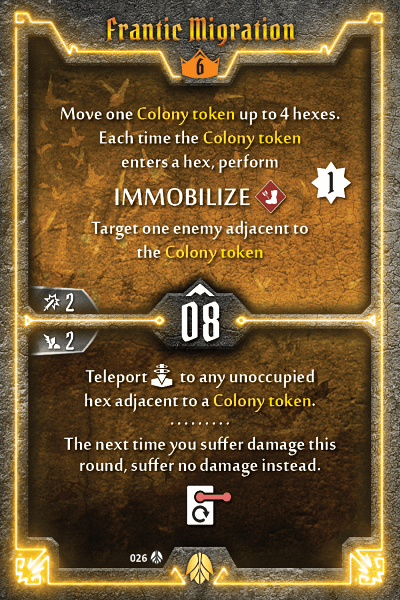 Frantic Migration
6
Move one Colony token up to 4 hexes.
Each time the Colony token
enters a hex, perform
IMMOBILIZE
1
Target one enemy adjacent to
the Colony token
2
08
2
Teleport to any unoccupied
hex adjacent to a Colony token.
The next time you suffer damage this
round, suffer no damage instead.
026